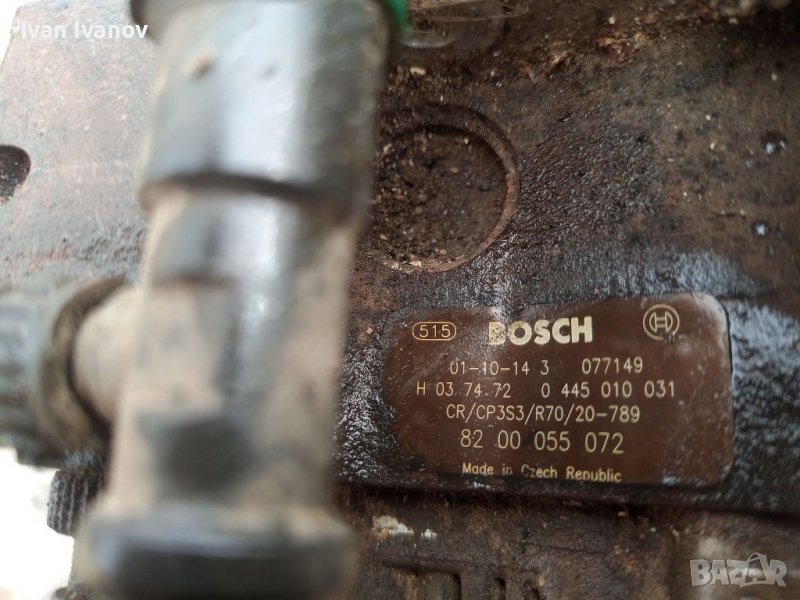 Ivan Ivanov
515 BOSCH H
01-10-14 3 077149
H 03.74.72 0 445 010 031
CR/CP3S3/R70/20-789
82 00 055 072
Made in Czech Republic
BAZAR